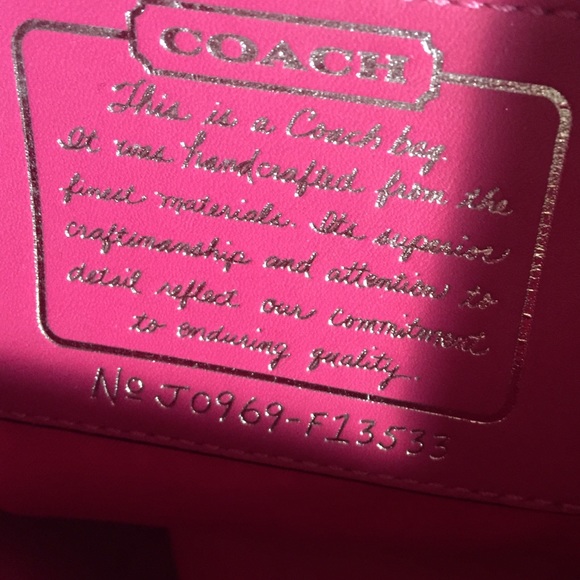 COACH
This is a Coach bag.
It was handcrafted from the
finest materials. Its superior
craftsmanship and attention to
detail reflect our commitment
to enduring quality.
Nº J0969-F13533